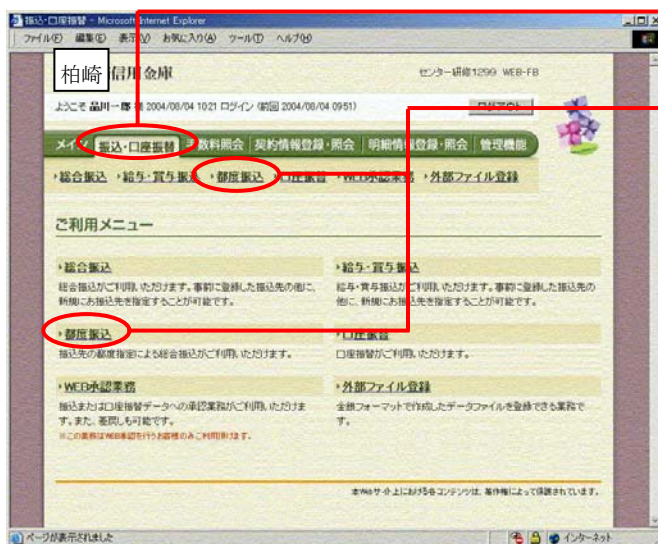 振込・口座振替 - Microsoft Internet Explorer
ファイル(F) 編集(E) 表示(V) お気に入り(A) ツール(T) ヘルプ(H)
柏崎信用金庫
センター研修1299 WEB-FB
ようこそ 品川一郎 様 2004/08/04 1021 ログイン (前回 2004/08/04 0951)
ログアウト
メイン 振込・口座振替 手数料照会 契約情報登録・照会 明細情報登録・照会 管理機能
総合振込 給与・賞与振込 都度振込 口座振替 WEB承認業務 外部ファイル登録
ご利用メニュー
総合振込
総合振込がご利用いただけます。事前に登録した振込先の他に、
新規にお振込先を指定することが可能です。
給与・賞与振込
給与・賞与振込がご利用いただけます。事前に登録した振込先の
他に、新規にお振込先を指定することが可能です。
都度振込
振込先の都度指定による総合振込がご利用いただけます。
口座振替
口座振替がご利用いただけます。
WEB承認業務
振込または口座振替データへの承認業務がご利用いただけま
す。また、差戻しも可能です。
※この業務はWEB承認を行うお客様のみご利用頂けます。
外部ファイル登録
全銀フォーマットで作成したデータファイルを登録できる業務で
す。
本Webサイト上における各コンテンツは、著作権によって保護されています。
ページが表示されました
インターネット